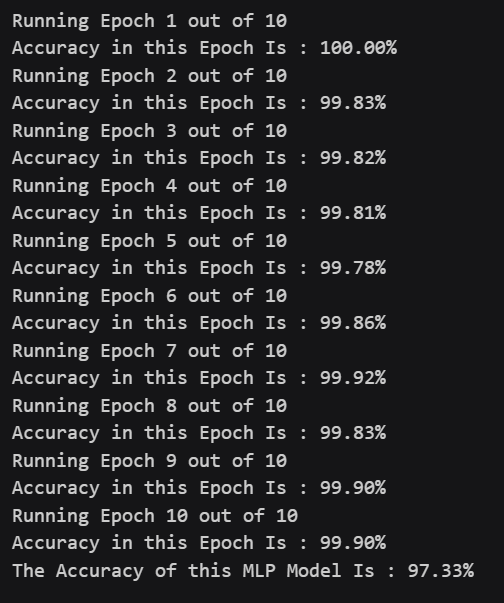 Running Epoch 1 out of 10
Accuracy in this Epoch Is : 100.00%
Running Epoch 2 out of 10
Accuracy in this Epoch Is : 99.83%
Running Epoch 3 out of 10
Accuracy in this Epoch Is : 99.82%
Running Epoch 4 out of 10
Accuracy in this Epoch Is : 99.81%
Running Epoch 5 out of 10
Accuracy in this Epoch Is : 99.78%
Running Epoch 6 out of 10
Accuracy in this Epoch Is : 99.86%
Running Epoch 7 out of 10
Accuracy in this Epoch Is : 99.92%
Running Epoch 8 out of 10
Accuracy in this Epoch Is : 99.83%
Running Epoch 9 out of 10
Accuracy in this Epoch Is : 99.90%
Running Epoch 10 out of 10
Accuracy in this Epoch Is : 99.90%
The Accuracy of this MLP Model Is : 97.33%